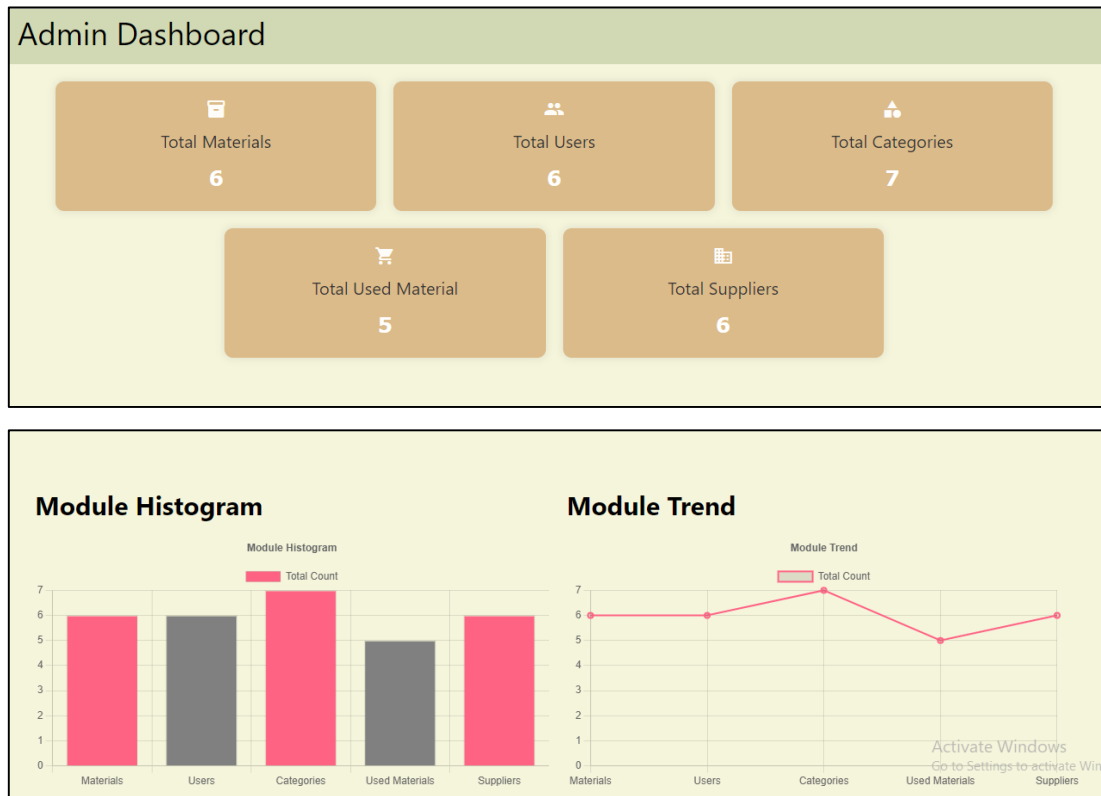 Admin Dashboard
Total Materials
6
Total Users
6
Total Categories
7
Total Used Material
5
Total Suppliers
6
Module Histogram
Module Histogram
Total Count
7
6
5
4
3
2
1
0
Materials Users Categories Used Materials Suppliers
Module Trend
Module Trend
Total Count
7
6
5
4
3
2
1
0
Materials Users Categories Used Materials Suppliers
Activate Windows
Go to Settings to activate Win